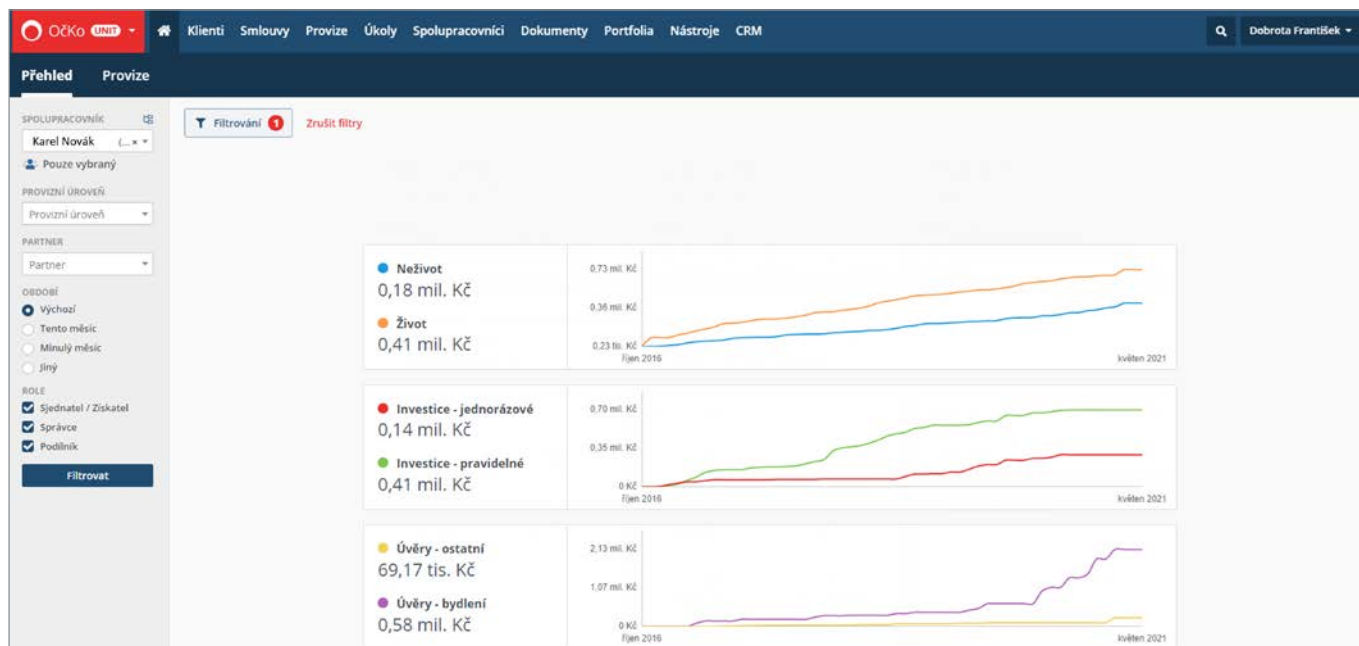 OčKo UNIT
Klienti Smlouvy Provize Úkoly Spolupracovníci Dokumenty Portfolia Nástroje CRM
Dobrota František
Přehled Provize
SPOLUPRACOVNÍK
Karel Novák (... ×
Pouze vybraný
PROVIZNÍ ÚROVEŇ
Provizní úroveň
PARTNER
Partner
OBDOBÍ
Výchozí
Tento měsíc
Minulý měsíc
Jiný
ROLE
Sjednatel / Získatel
Správce
Podílník
Filtrovat
Filtrování 1 Zrušit filtry
Neživot
0,18 mil. Kč
Život
0,41 mil. Kč
0,73 mil. Kč
0,36 mil. Kč
0,23 tis. Kč
říjen 2016 květen 2021
Investice - jednorázové
0,14 mil. Kč
Investice - pravidelné
0,41 mil. Kč
0,70 mil. Kč
0,35 mil. Kč
0 Kč
říjen 2016 květen 2021
Úvěry - ostatní
69,17 tis. Kč
Úvěry - bydlení
0,58 mil. Kč
2,13 mil. Kč
1,07 mil. Kč
0 Kč
říjen 2016 květen 2021